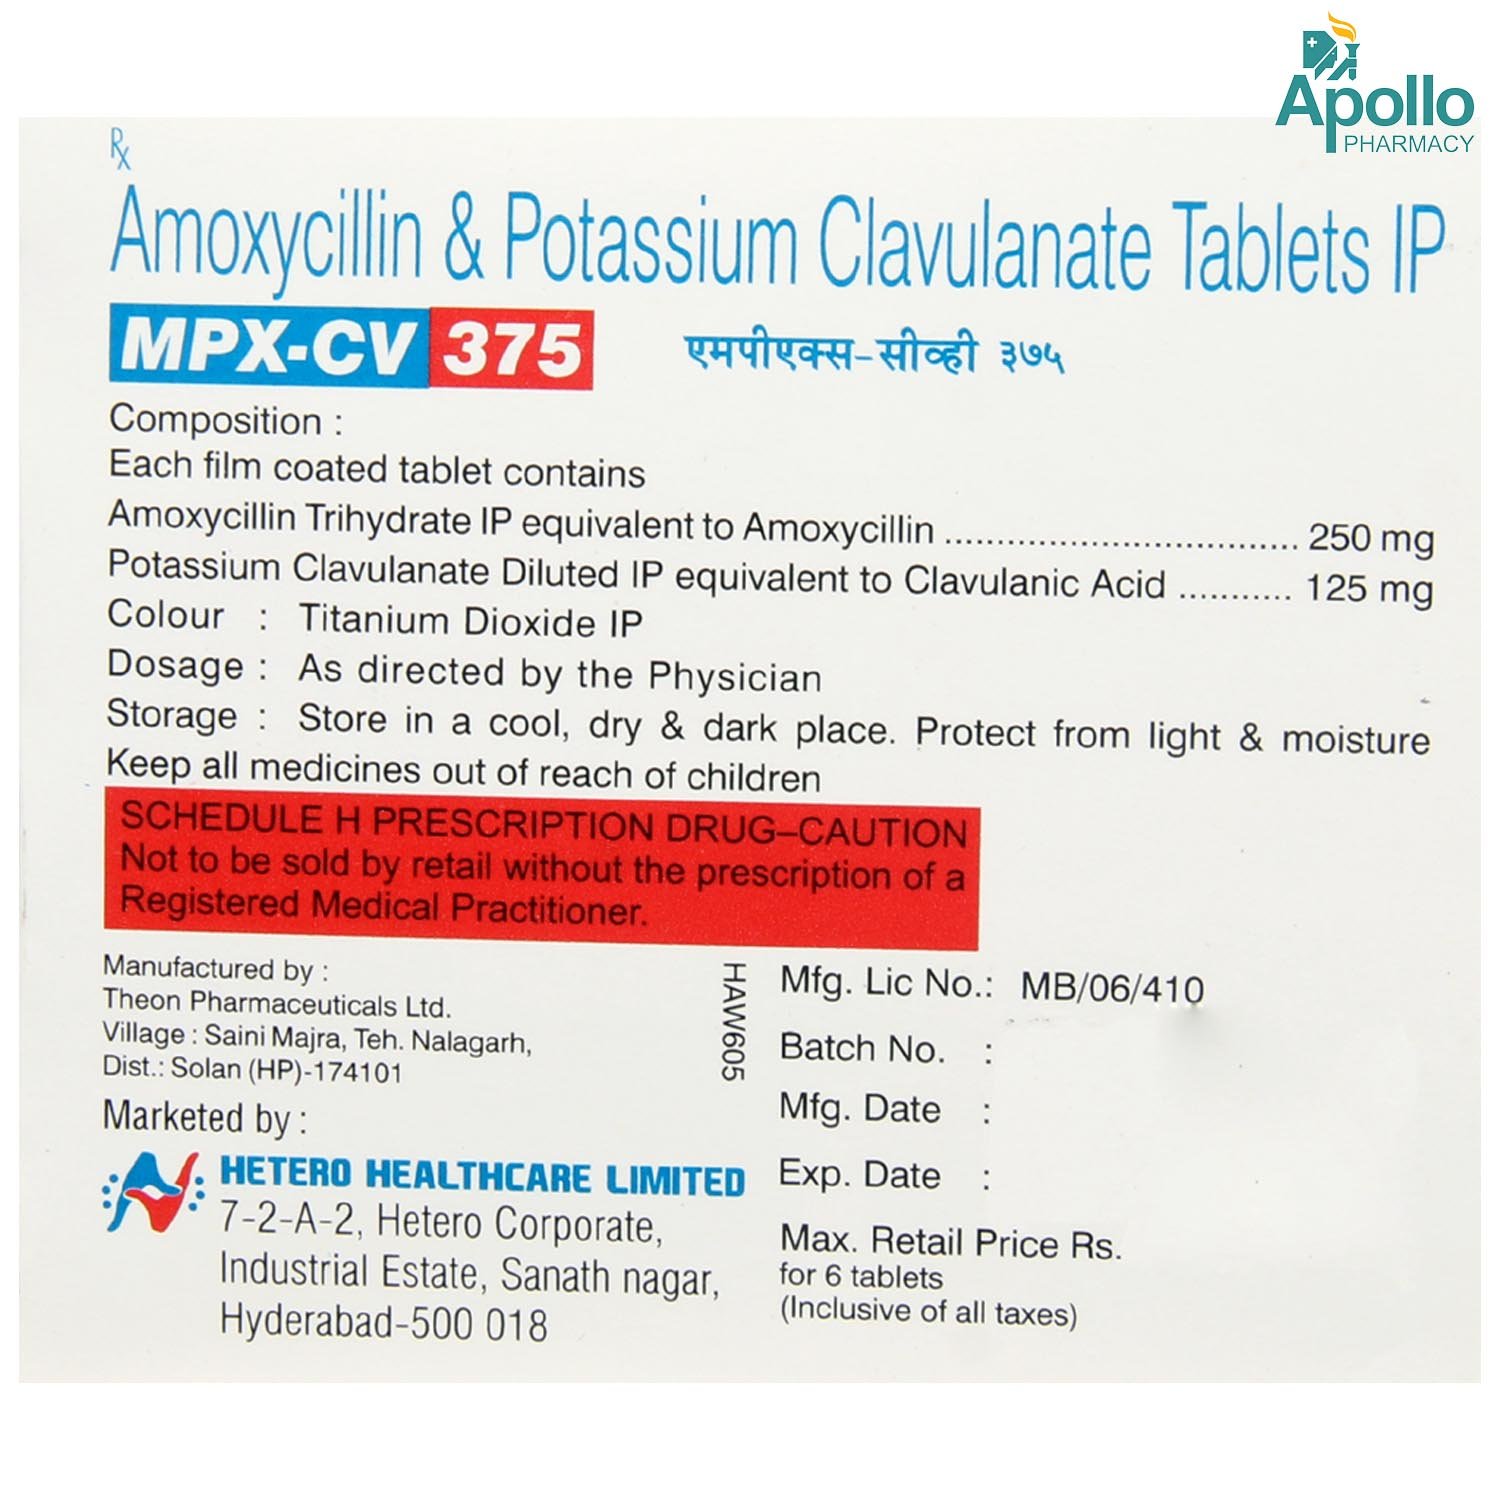 Apollo
PHARMACY
Rx
Amoxycillin & Potassium Clavulanate Tablets IP
MPX-CV 375 एमपीएक्स-सीव्ही ३७५
Composition :
Each film coated tablet contains
Amoxycillin Trihydrate IP equivalent to Amoxycillin .................................. 250 mg
Potassium Clavulanate Diluted IP equivalent to Clavulanic Acid ........... 125 mg
Colour : Titanium Dioxide IP
Dosage : As directed by the Physician
Storage : Store in a cool, dry & dark place. Protect from light & moisture
Keep all medicines out of reach of children
SCHEDULE H PRESCRIPTION DRUG–CAUTION
Not to be sold by retail without the prescription of a
Registered Medical Practitioner.
Manufactured by :
Theon Pharmaceuticals Ltd.
Village : Saini Majra, Teh. Nalagarh,
Dist.: Solan (HP)-174101
Marketed by :
HETERO HEALTHCARE LIMITED
7-2-A-2, Hetero Corporate,
Industrial Estate, Sanath nagar,
Hyderabad-500 018
HAW605
Mfg. Lic No.: MB/06/410
Batch No. :
Mfg. Date :
Exp. Date :
Max. Retail Price Rs.
for 6 tablets
(Inclusive of all taxes)